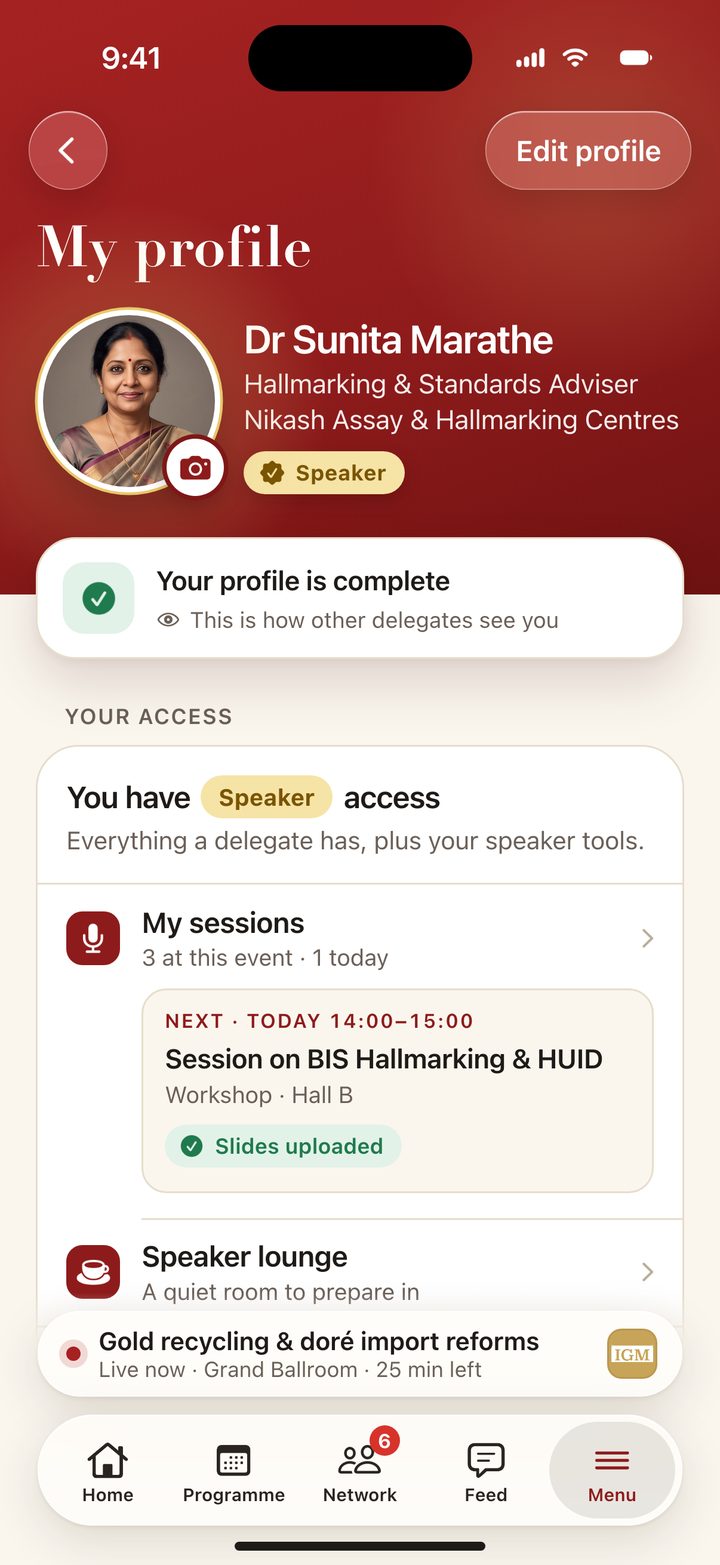 9:41
Edit profile
My profile
Dr Sunita Marathe
Hallmarking & Standards Adviser
Nikash Assay & Hallmarking Centres
Speaker
Your profile is complete
This is how other delegates see you
YOUR ACCESS
You have Speaker access
Everything a delegate has, plus your speaker tools.
My sessions
3 at this event · 1 today
NEXT · TODAY 14:00–15:00
Session on BIS Hallmarking & HUID
Workshop · Hall B
Slides uploaded
Speaker lounge
A quiet room to prepare in
Gold recycling & doré import reforms
Live now · Grand Ballroom · 25 min left
IGM
6
Home
Programme
Network
Feed
Menu